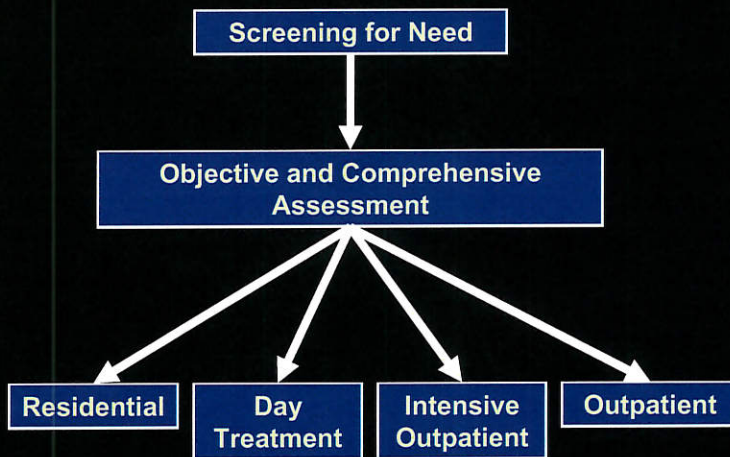 Screening for Need
Objective and Comprehensive
Assessment
Residential
Day
Treatment
Intensive
Outpatient
Outpatient